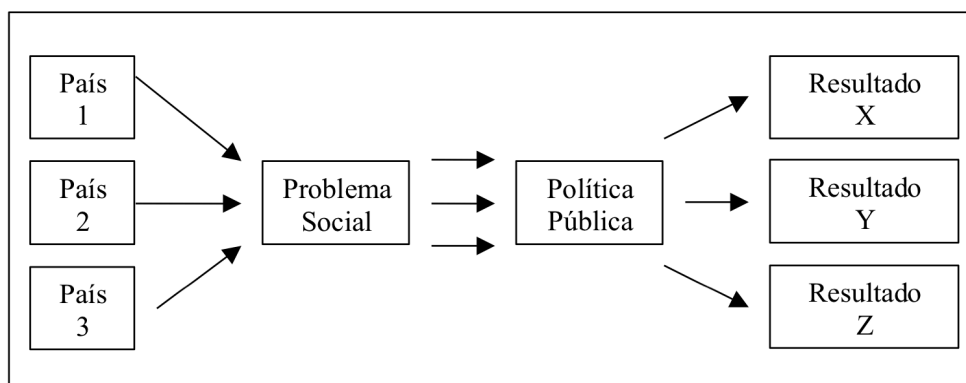 País
1
País
2
País
3
Problema
Social
Política
Pública
Resultado
X
Resultado
Y
Resultado
Z